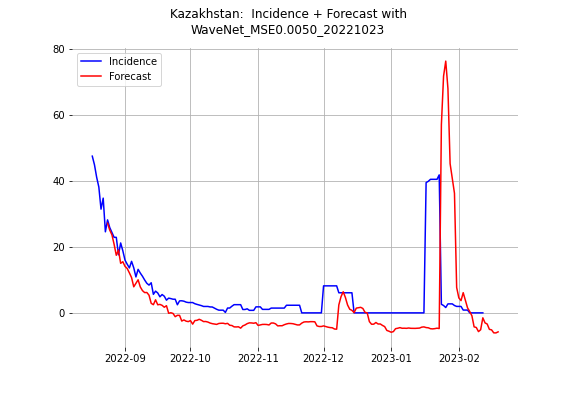 Kazakhstan:  Incidence + Forecast with
WaveNet_MSE0.0050_20221023
Incidence
Forecast
80
60
40
20
0
2022-09
2022-10
2022-11
2022-12
2023-01
2023-02